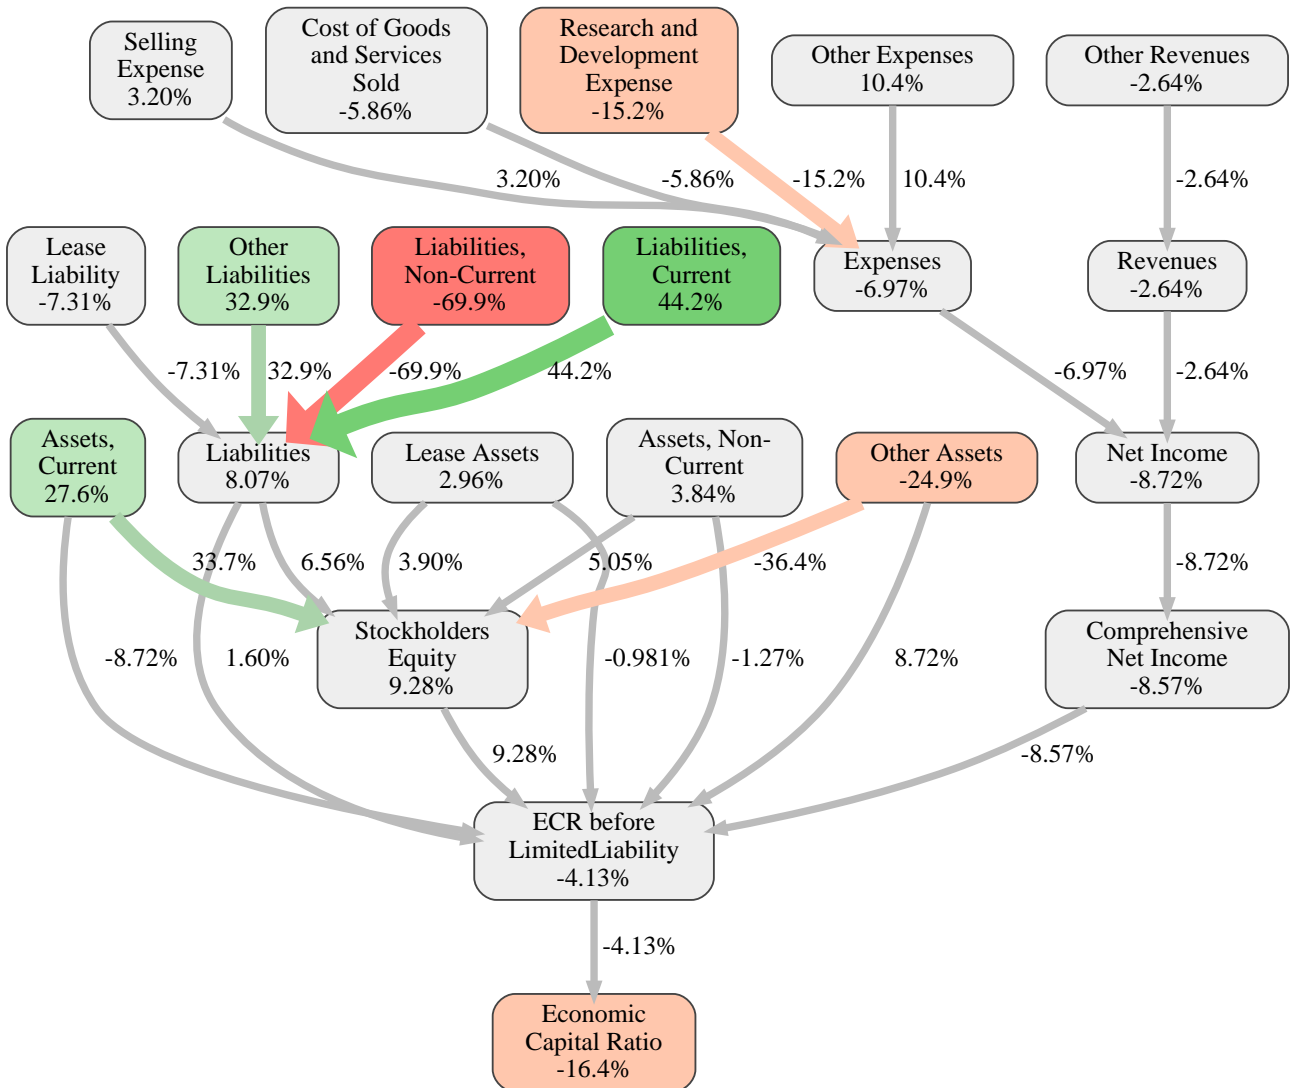 Selling
Expense
3.20%
Cost of Goods
and Services
Sold
-5.86%
Research and
Development
Expense
-15.2%
Other Expenses
10.4%
Other Revenues
-2.64%
3.20%
-5.86%
-15.2%
10.4%
-2.64%
Lease
Liability
-7.31%
Other
Liabilities
32.9%
Liabilities,
Non-Current
-69.9%
Liabilities,
Current
44.2%
Expenses
-6.97%
Revenues
-2.64%
-7.31%
32.9%
-69.9%
44.2%
-6.97%
-2.64%
Assets,
Current
27.6%
Liabilities
8.07%
Lease Assets
2.96%
Assets, Non-
Current
3.84%
Other Assets
-24.9%
Net Income
-8.72%
33.7%
6.56%
3.90%
5.05%
-36.4%
-8.72%
Stockholders
Equity
9.28%
Comprehensive
Net Income
-8.57%
-8.72%
1.60%
-0.981%
-1.27%
8.72%
9.28%
-8.57%
ECR before
LimitedLiability
-4.13%
-4.13%
Economic
Capital Ratio
-16.4%